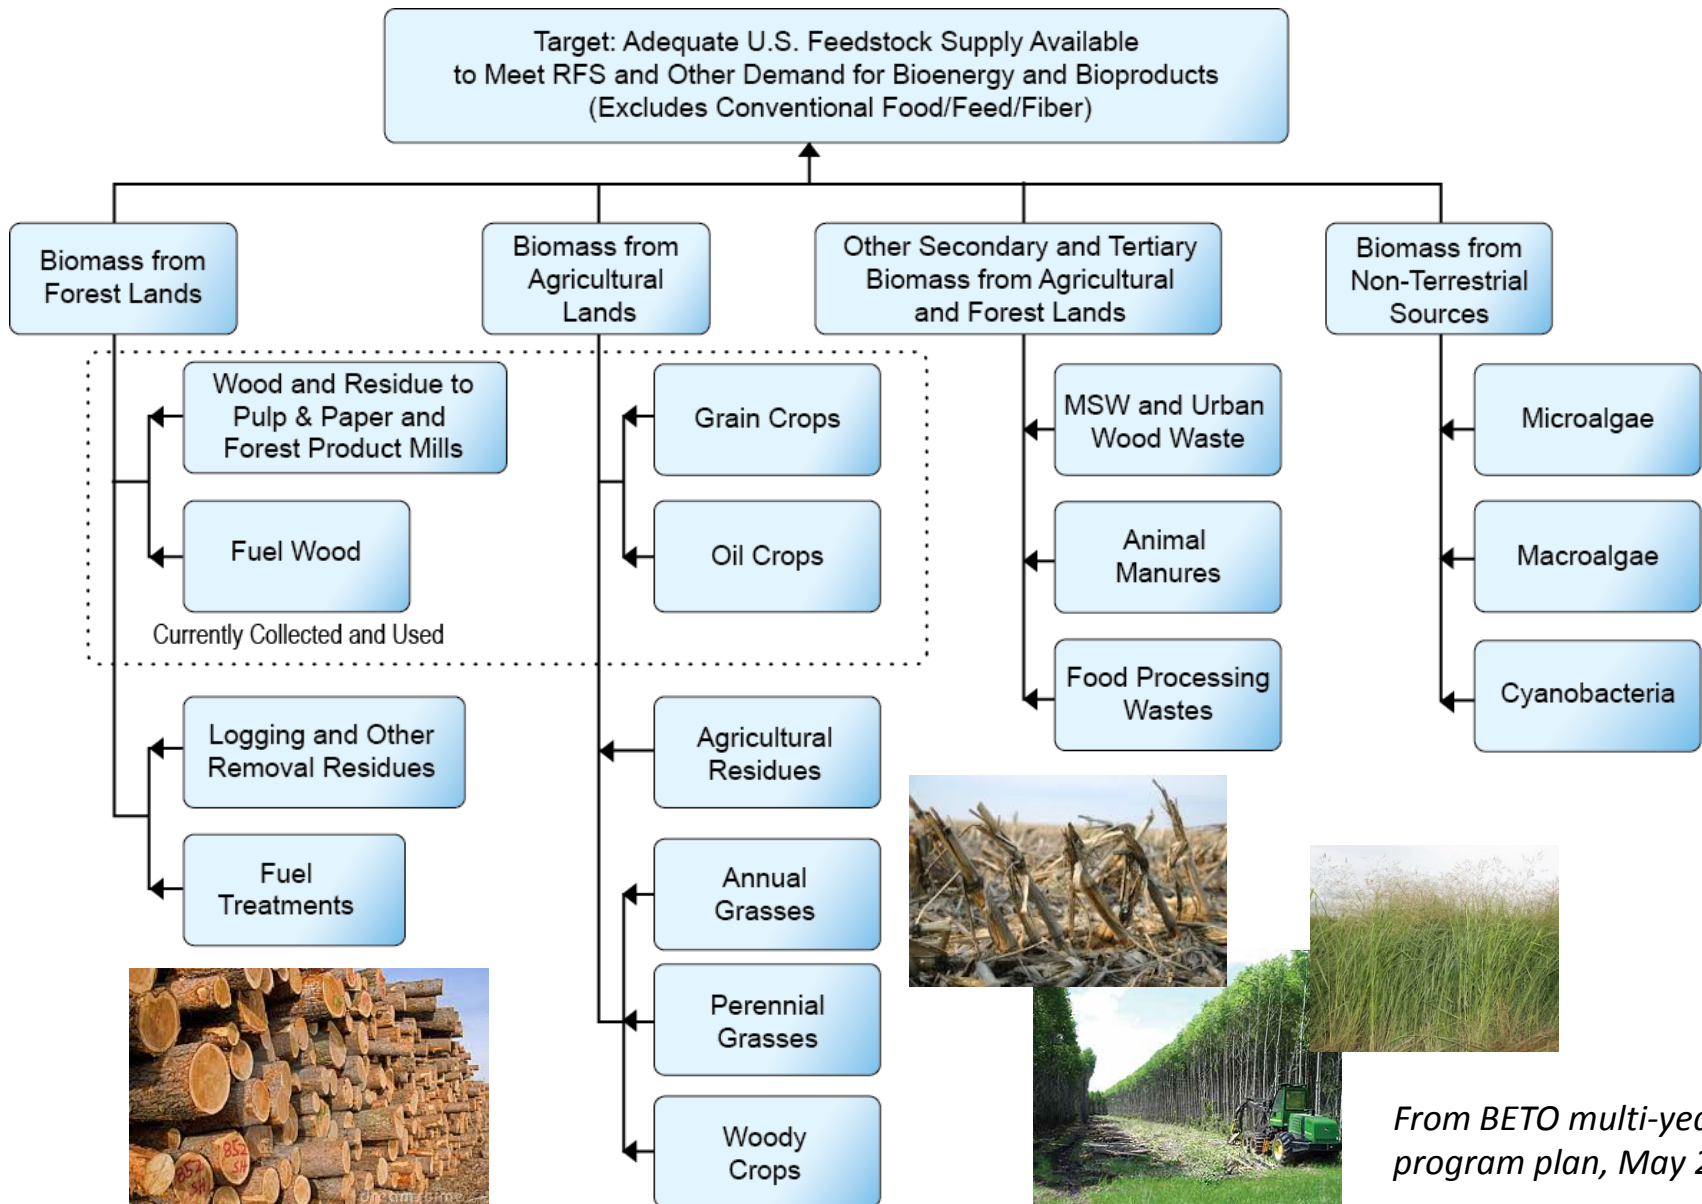 Target: Adequate U.S. Feedstock Supply Available
to Meet RFS and Other Demand for Bioenergy and Bioproducts
(Excludes Conventional Food/Feed/Fiber)
Biomass from
Forest Lands
Biomass from
Agricultural
Lands
Other Secondary and Tertiary
Biomass from Agricultural
and Forest Lands
Biomass from
Non-Terrestrial
Sources
Wood and Residue to
Pulp & Paper and
Forest Product Mills
Fuel Wood
Currently Collected and Used
Logging and Other
Removal Residues
Fuel
Treatments
Grain Crops
Oil Crops
Agricultural
Residues
Annual
Grasses
Perennial
Grasses
Woody
Crops
MSW and Urban
Wood Waste
Animal
Manures
Food Processing
Wastes
Microalgae
Macroalgae
Cyanobacteria
852
SH
852
SH
dreamstime
From BETO multi-yea
program plan, May 2